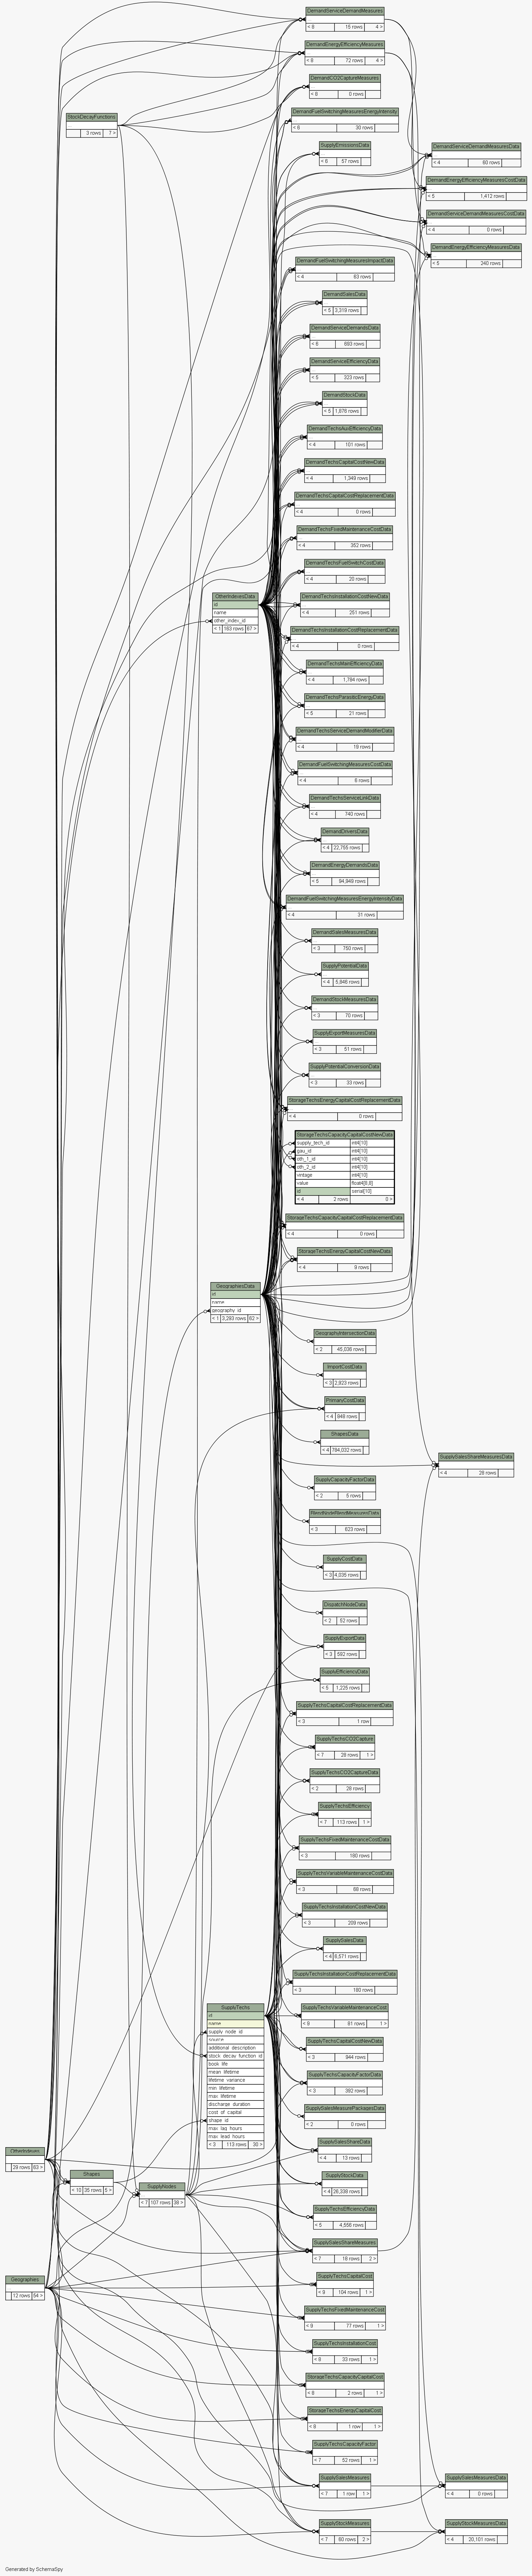 DemandServiceDemandMeasures
...
< 8 15 rows 4 >
DemandEnergyEfficiencyMeasures
...
< 8 72 rows 4 >
DemandCO2CaptureMeasures
...
< 8 0 rows
DemandFuelSwitchingMeasuresEnergyIntensity
...
< 6 30 rows
StockDecayFunctions
...
3 rows 7 >
SupplyEmissionsData
...
< 6 57 rows
DemandServiceDemandMeasuresData
...
< 4 60 rows
DemandEnergyEfficiencyMeasuresCostData
...
< 5 1,412 rows
DemandServiceDemandMeasuresCostData
...
< 4 0 rows
DemandEnergyEfficiencyMeasuresData
...
< 5 340 rows
DemandFuelSwitchingMeasuresImpactData
...
< 4 63 rows
DemandSalesData
...
< 5 3,319 rows
DemandServiceDemandsData
...
< 6 693 rows
DemandServiceEfficiencyData
...
< 5 323 rows
DemandStockData
...
< 5 1,876 rows
DemandTechsAuxEfficiencyData
...
< 4 101 rows
DemandTechsCapitalCostNewData
...
< 4 1,349 rows
DemandTechsCapitalCostReplacementData
...
< 4 0 rows
DemandTechsFixedMaintenanceCostData
...
< 4 352 rows
DemandTechsFuelSwitchCostData
...
< 4 20 rows
OtherIndexesData
id
name
other_index_id
< 1 163 rows 67 >
DemandTechsInstallationCostNewData
...
< 4 251 rows
DemandTechsInstallationCostReplacementData
...
< 4 0 rows
DemandTechsMainEfficiencyData
...
< 4 1,784 rows
DemandTechsParasiticEnergyData
...
< 5 21 rows
DemandTechsServiceDemandModifierData
...
< 4 19 rows
DemandFuelSwitchingMeasuresCostData
...
< 4 6 rows
DemandTechsServiceLinkData
...
< 4 740 rows
DemandDriversData
...
< 4 22,755 rows
DemandEnergyDemandsData
...
< 5 94,949 rows
DemandFuelSwitchingMeasuresEnergyIntensityData
...
< 4 31 rows
DemandSalesMeasuresData
...
< 3 750 rows
SupplyPotentialData
...
< 4 5,846 rows
DemandStockMeasuresData
...
< 3 70 rows
SupplyExportMeasuresData
...
< 3 51 rows
SupplyPotentialConversionData
...
< 3 33 rows
StorageTechsEnergyCapitalCostReplacementData
...
< 4 0 rows
StorageTechsCapacityCapitalCostNewData
supply_tech_id int4[10]
gau_id int4[10]
oth_1_id int4[10]
oth_2_id int4[10]
vintage int4[10]
value float4[8,8]
id serial[10]
< 4 2 rows 0 >
StorageTechsCapacityCapitalCostReplacementData
...
< 4 0 rows
StorageTechsEnergyCapitalCostNewData
...
< 4 9 rows
GeographiesData
id
name
geography_id
< 1 3,283 rows 62 >
GeographyIntersectionData
...
< 2 45,036 rows
ImportCostData
...
< 3 2,823 rows
PrimaryCostData
...
< 4 948 rows
ShapesData
...
< 4 784,032 rows
SupplySalesShareMeasuresData
...
< 4 28 rows
SupplyCapacityFactorData
...
< 2 5 rows
BlendNodeBlendMeasuresData
...
< 3 623 rows
SupplyCostData
...
< 3 4,035 rows
DispatchNodeData
...
< 2 52 rows
SupplyExportData
...
< 3 592 rows
SupplyEfficiencyData
...
< 5 1,225 rows
SupplyTechsCapitalCostReplacementData
...
< 3 1 row
SupplyTechsCO2Capture
...
< 7 28 rows 1 >
SupplyTechsCO2CaptureData
...
< 2 28 rows
SupplyTechsEfficiency
...
< 7 113 rows 1 >
SupplyTechsFixedMaintenanceCostData
...
< 3 180 rows
SupplyTechsVariableMaintenanceCostData
...
< 3 88 rows
SupplyTechsInstallationCostNewData
...
< 3 209 rows
SupplySalesData
...
< 4 6,571 rows
SupplyTechsInstallationCostReplacementData
...
< 3 180 rows
SupplyTechs
id
name
supply_node_id
source
additional_description
stock_decay_function_id
book_life
mean_lifetime
lifetime_variance
min_lifetime
max_lifetime
discharge_duration
cost_of_capital
shape_id
max_lag_hours
max_lead_hours
< 3 113 rows 30 >
SupplyTechsVariableMaintenanceCost
...
< 9 61 rows 1 >
SupplyTechsCapitalCostNewData
...
< 3 944 rows
SupplyTechsCapacityFactorData
...
< 3 392 rows
SupplySalesMeasurePackagesData
...
< 2 0 rows
SupplySalesShareData
...
< 4 13 rows
OtherIndexes
...
29 rows 63 >
Shapes
...
< 10 35 rows 5 >
SupplyNodes
...
< 7 107 rows 38 >
SupplyStockData
...
< 4 26,338 rows
SupplyTechsEfficiencyData
...
< 5 4,556 rows
SupplySalesShareMeasures
...
< 7 18 rows 2 >
Geographies
...
12 rows 54 >
SupplyTechsCapitalCost
...
< 9 104 rows 1 >
SupplyTechsFixedMaintenanceCost
...
< 9 77 rows 1 >
SupplyTechsInstallationCost
...
< 8 33 rows 1 >
StorageTechsCapacityCapitalCost
...
< 8 2 rows 1 >
StorageTechsEnergyCapitalCost
...
< 8 1 row 1 >
SupplyTechsCapacityFactor
...
< 7 52 rows 1 >
SupplySalesMeasures
...
< 7 1 row 1 >
SupplySalesMeasuresData
...
< 4 0 rows
SupplyStockMeasures
...
< 7 60 rows 2 >
SupplyStockMeasuresData
...
< 4 20,101 rows
Generated by SchemaSpy